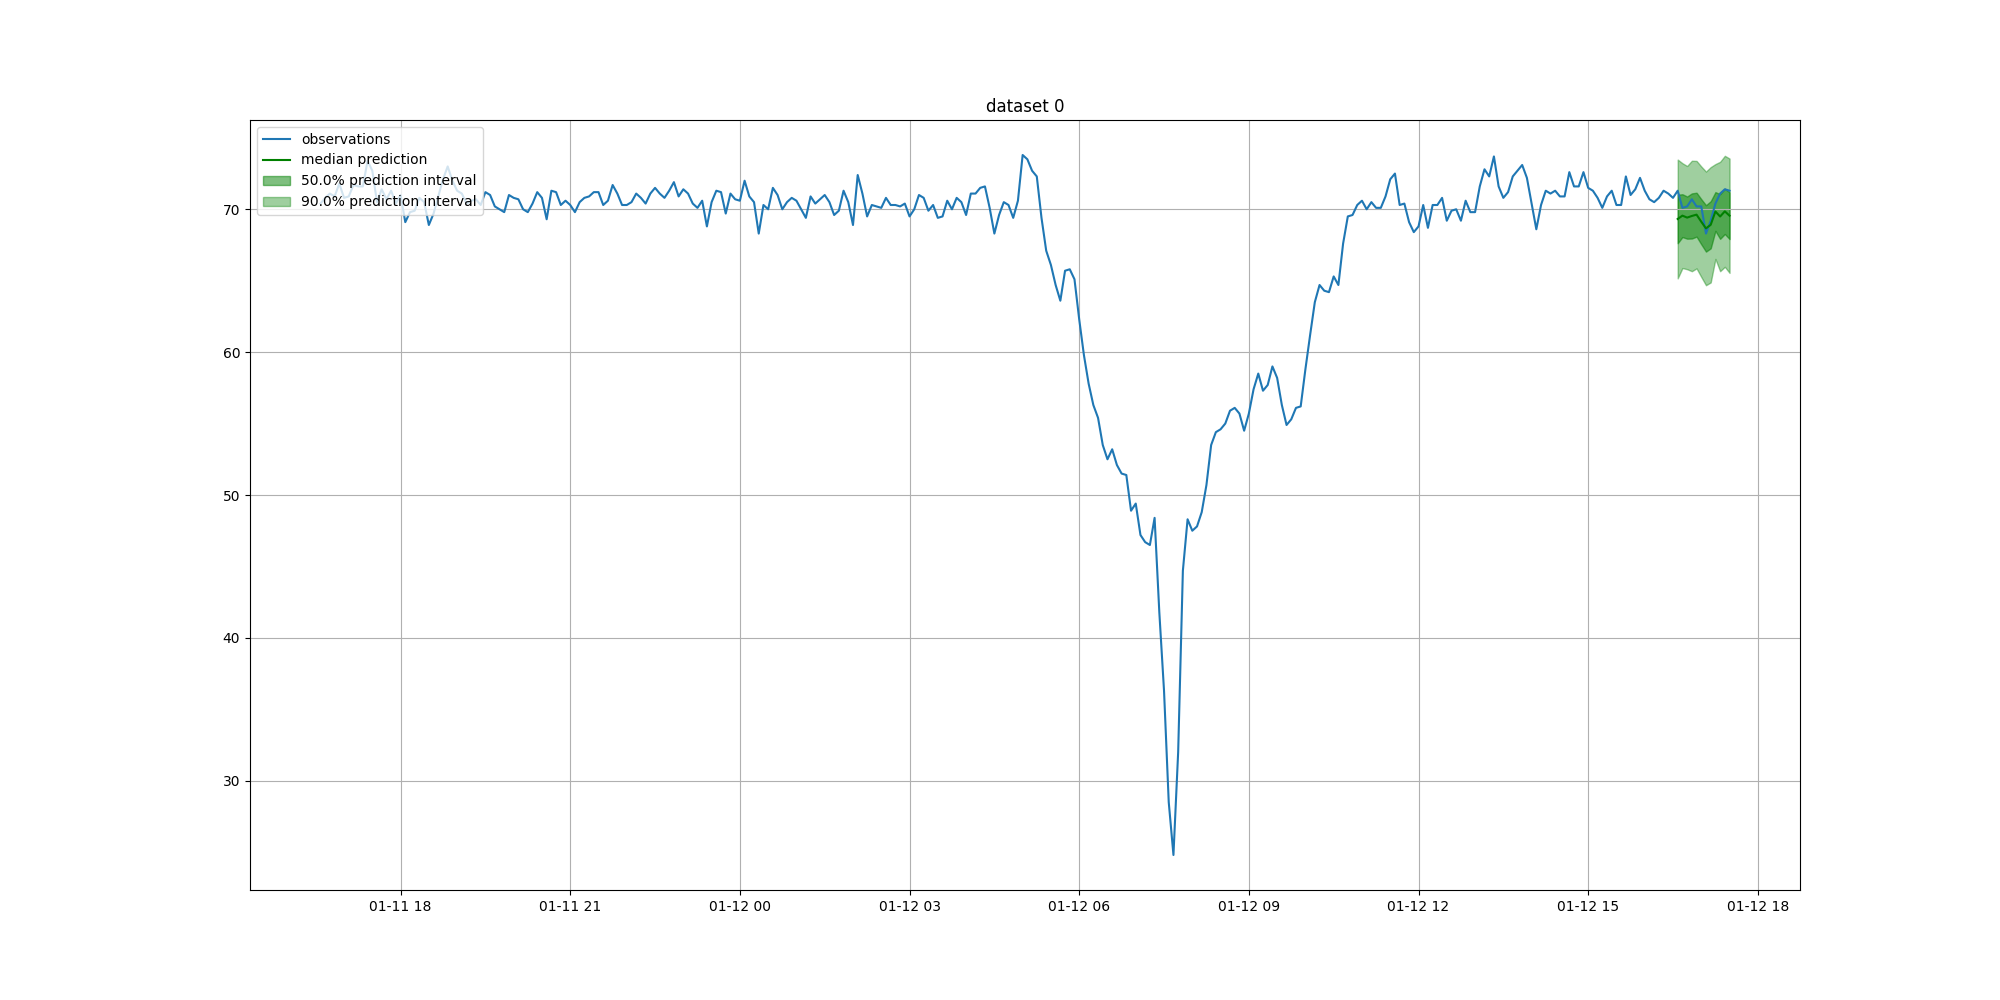 dataset 0
observations
median prediction
50.0% prediction interval
90.0% prediction interval
70
60
50
40
30
01-11 18 01-11 21 01-12 00 01-12 03 01-12 06 01-12 09 01-12 12 01-12 15 01-12 18